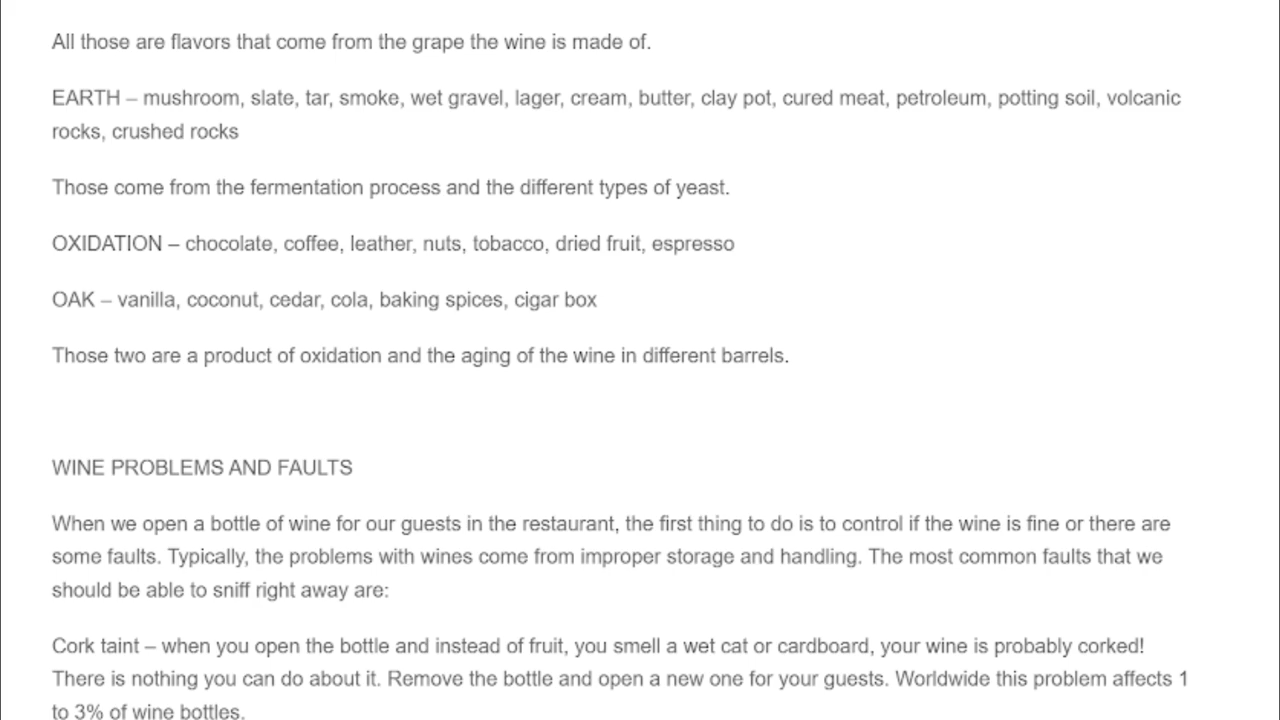 All those are flavors that come from the grape the wine is made of.
EARTH – mushroom, slate, tar, smoke, wet gravel, lager, cream, butter, clay pot, cured meat, petroleum, potting soil, volcanic
rocks, crushed rocks
Those come from the fermentation process and the different types of yeast.
OXIDATION – chocolate, coffee, leather, nuts, tobacco, dried fruit, espresso
OAK – vanilla, coconut, cedar, cola, baking spices, cigar box
Those two are a product of oxidation and the aging of the wine in different barrels.
WINE PROBLEMS AND FAULTS
When we open a bottle of wine for our guests in the restaurant, the first thing to do is to control if the wine is fine or there are
some faults. Typically, the problems with wines come from improper storage and handling. The most common faults that we
should be able to sniff right away are:
Cork taint – when you open the bottle and instead of fruit, you smell a wet cat or cardboard, your wine is probably corked!
There is nothing you can do about it. Remove the bottle and open a new one for your guests. Worldwide this problem affects 1
to 3% of wine bottles.